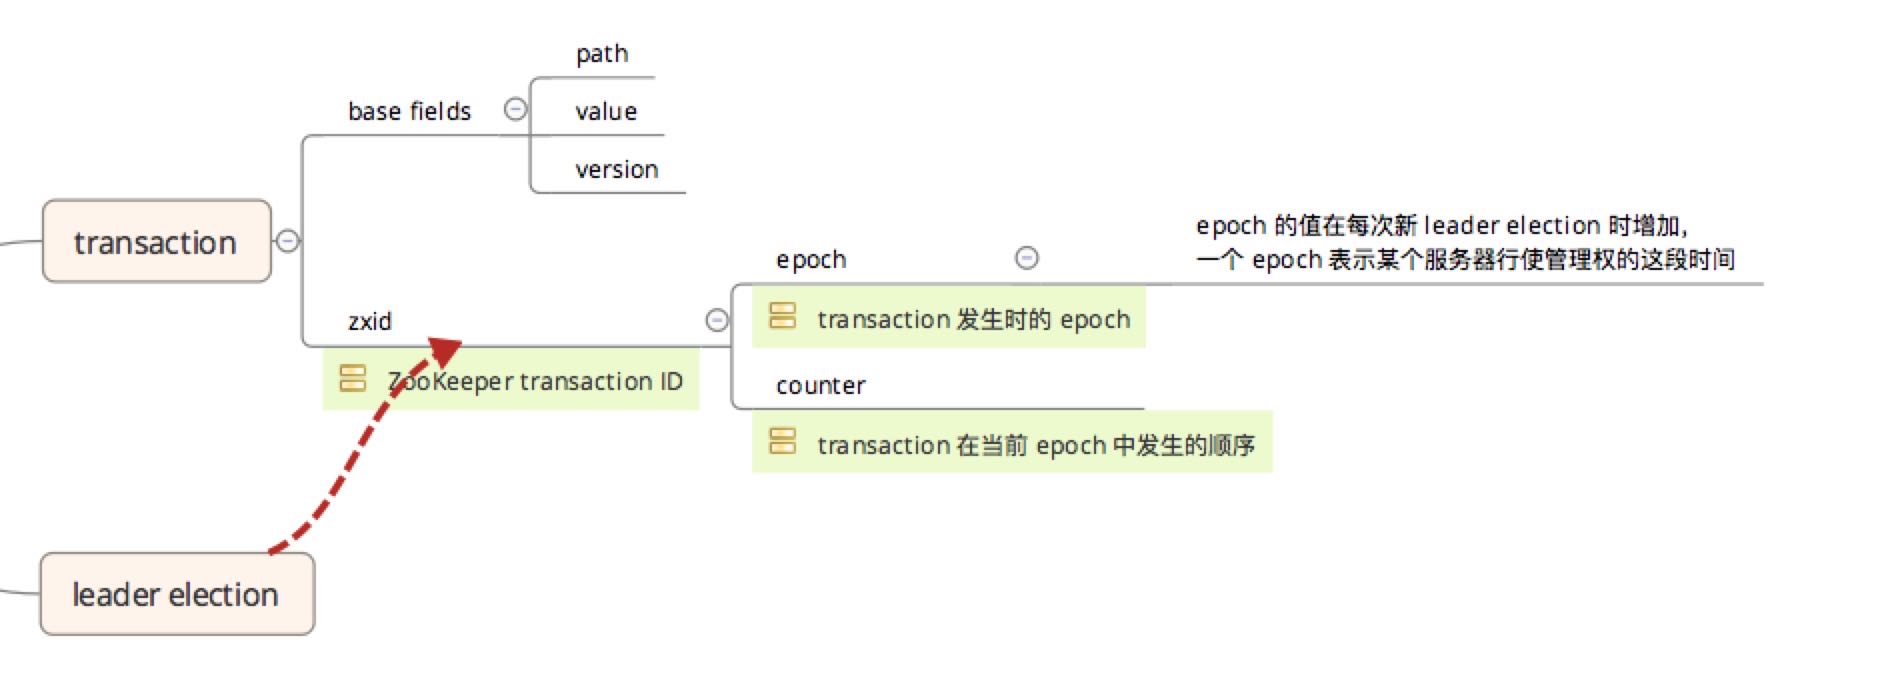 path
base fields
value
version
transaction
epoch 的值在每次新 leader election 时增加，
一个 epoch 表示某个服务器行使管理权的这段时间
epoch
transaction 发生时的 epoch
zxid
ZooKeeper transaction ID
counter
transaction 在当前 epoch 中发生的顺序
leader election